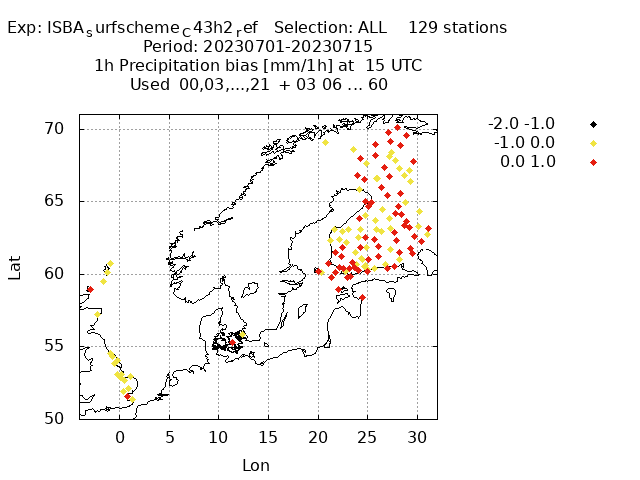 Exp: ISBA_surfscheme_C43h2_ref   Selection: ALL    129 stations
Period: 20230701-20230715
1h Precipitation bias [mm/1h] at  15 UTC
Used  00,03,...,21  + 03 06 ... 60
-2.0 -1.0
-1.0 0.0
0.0 1.0
70
65
60
55
50
Lat
0 5 10 15 20 25 30
Lon